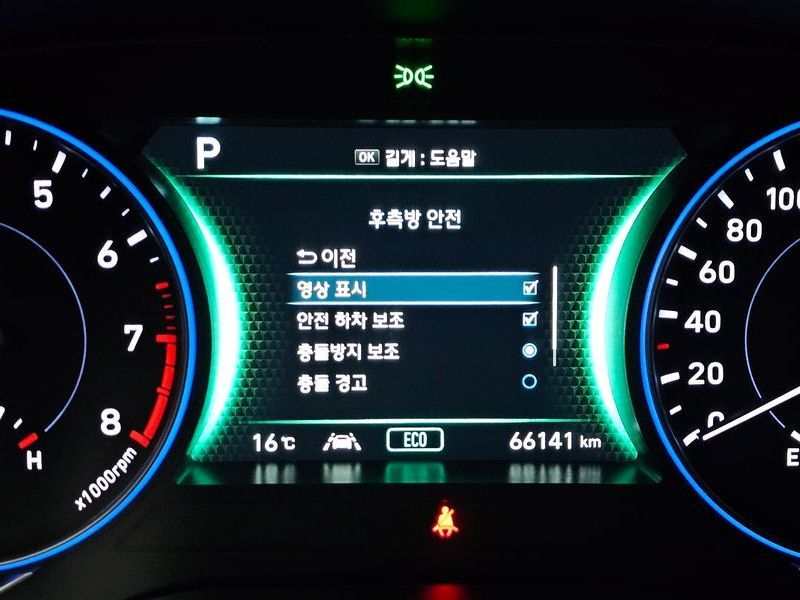 P
OK 길게 : 도움말
후측방 안전
이전
영상 표시
안전 하차 보조
충돌방지 보조
충돌 경고
16℃ ECO 66141 km
5
6
7
8
H
x1000rpm
100
80
60
40
20
0
E